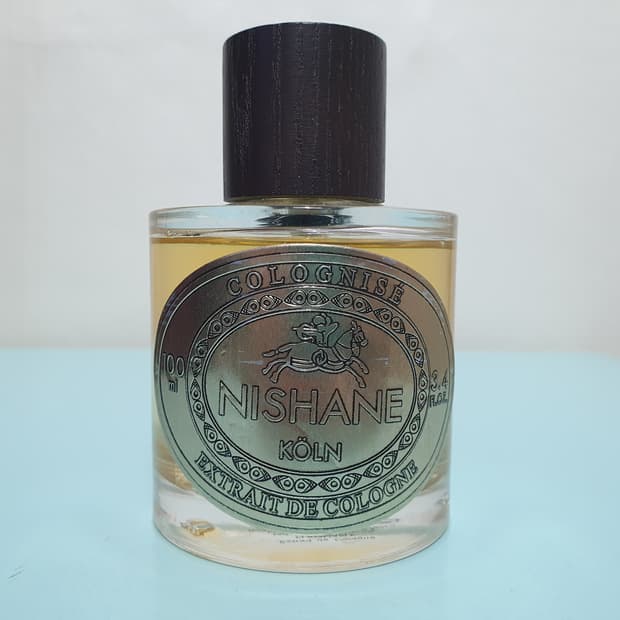 COLOGNISÉ
100
ml
3.4
FL.OZ.
NISHANE
KÖLN
EXTRAIT DE COLOGNE